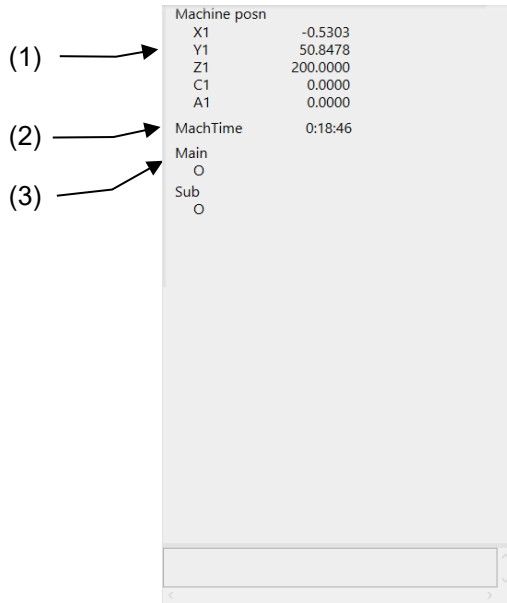 Machine posn
X1 -0.5303
(1) Y1 50.8478
Z1 200.0000
C1 0.0000
A1 0.0000
(2) MachTime 0:18:46
Main
O
(3) Sub
O